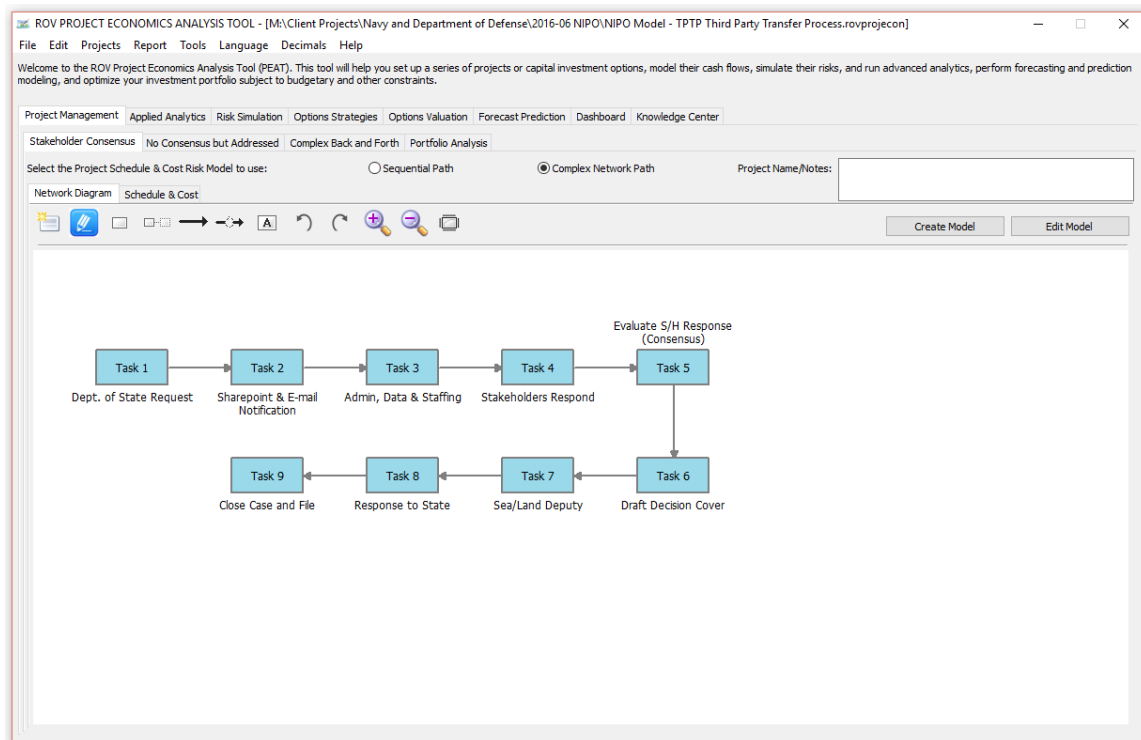 ROV PROJECT ECONOMICS ANALYSIS TOOL - [M:\Client Projects\Navy and Department of Defense\2016-06 NIPO\NIPO Model - TPTP Third Party Transfer Process.rovprojecon]
File Edit Projects Report Tools Language Decimals Help
Welcome to the ROV Project Economics Analysis Tool (PEAT). This tool will help you set up a series of projects or capital investment options, model their cash flows, simulate their risks, and run advanced analytics, perform forecasting and prediction
modeling, and optimize your investment portfolio subject to budgetary and other constraints.
Project Management Applied Analytics Risk Simulation Options Strategies Options Valuation Forecast Prediction Dashboard Knowledge Center
Stakeholder Consensus No Consensus but Addressed Complex Back and Forth Portfolio Analysis
Select the Project Schedule & Cost Risk Model to use: Sequential Path Complex Network Path Project Name/Notes:
Network Diagram Schedule & Cost
A Create Model Edit Model
Evaluate S/H Response
(Consensus)
Task 1 Task 2 Task 3 Task 4 Task 5
Dept. of State Request Sharepoint & E-mail Admin, Data & Staffing Stakeholders Respond
Notification
Task 9 Task 8 Task 7 Task 6
Close Case and File Response to State Sea/Land Deputy Draft Decision Cover